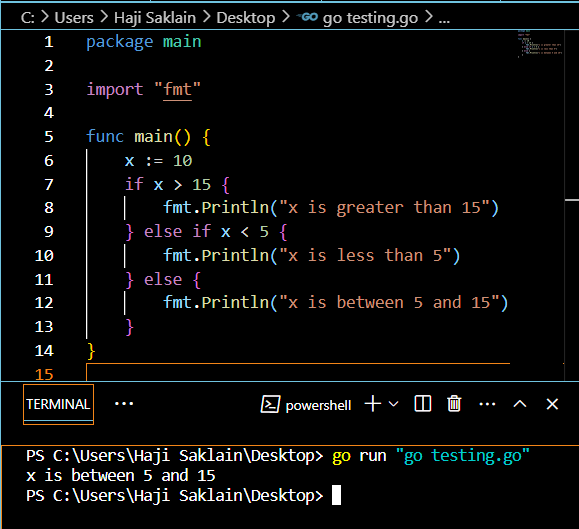 C: > Users > Haji Saklain > Desktop > GO go testing.go > ...
1 package main
2
3 import "fmt"
4
5 func main() {
6     x := 10
7     if x > 15 {
8         fmt.Println("x is greater than 15")
9     } else if x < 5 {
10         fmt.Println("x is less than 5")
11     } else {
12         fmt.Println("x is between 5 and 15")
13     }
14 }
15
TERMINAL ... powershell
PS C:\Users\Haji Saklain\Desktop> go run "go testing.go"
x is between 5 and 15
PS C:\Users\Haji Saklain\Desktop>